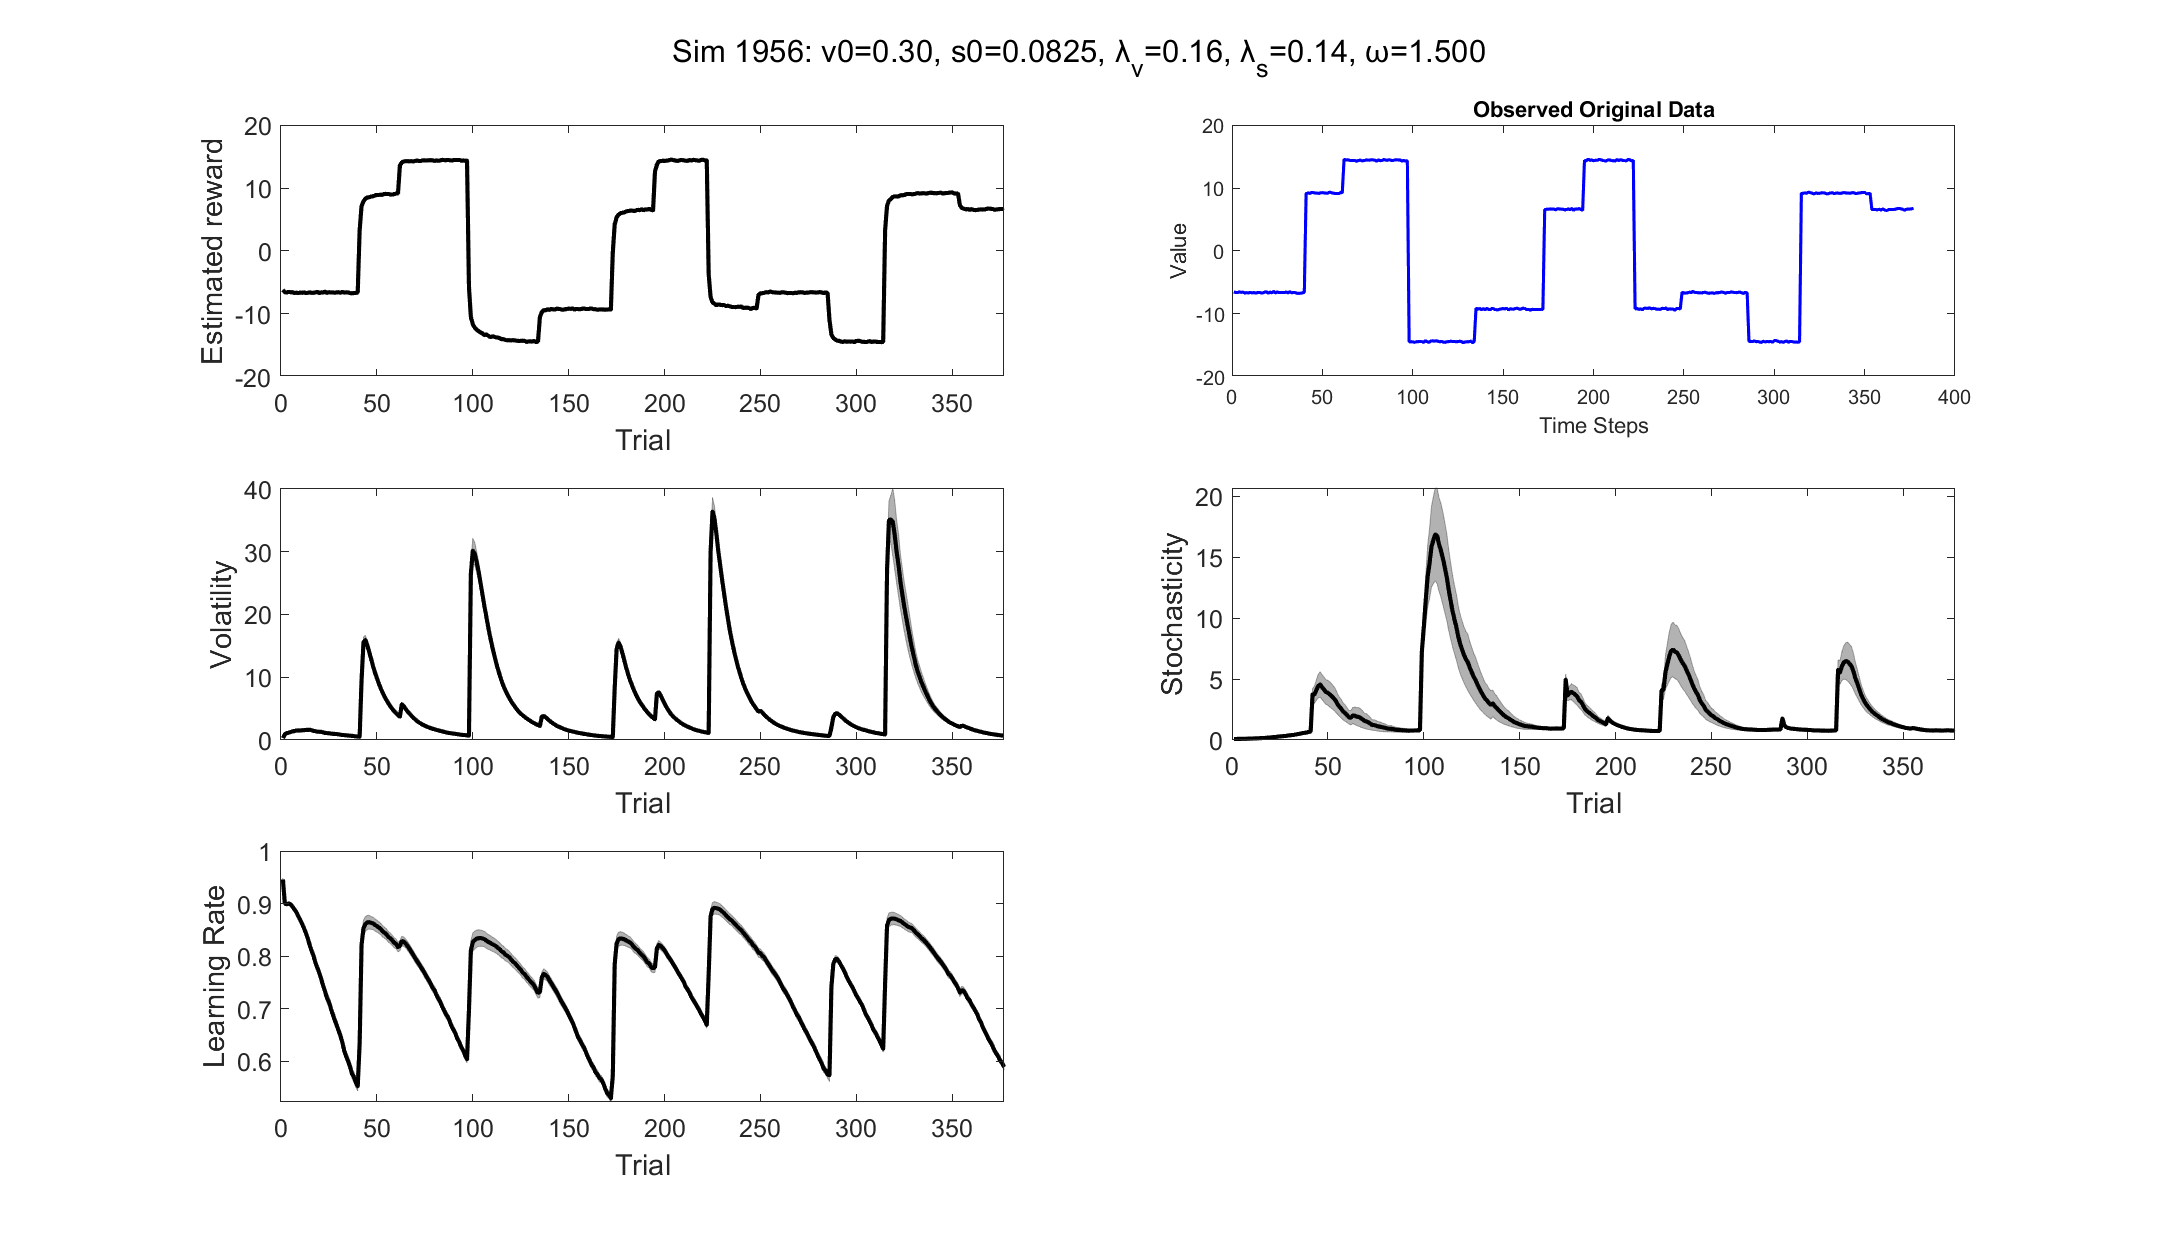 Sim 1956: v0=0.30, s0=0.0825, λ_v=0.16, λ_s=0.14, ω=1.500
Estimated reward
20
10
0
-10
-20
0 50 100 150 200 250 300 350
Trial
Observed Original Data
Value
20
10
0
-10
-20
0 50 100 150 200 250 300 350 400
Time Steps
Volatility
40
30
20
10
0
0 50 100 150 200 250 300 350
Trial
Stochasticity
20
15
10
5
0
0 50 100 150 200 250 300 350
Trial
Learning Rate
1
0.9
0.8
0.7
0.6
0 50 100 150 200 250 300 350
Trial